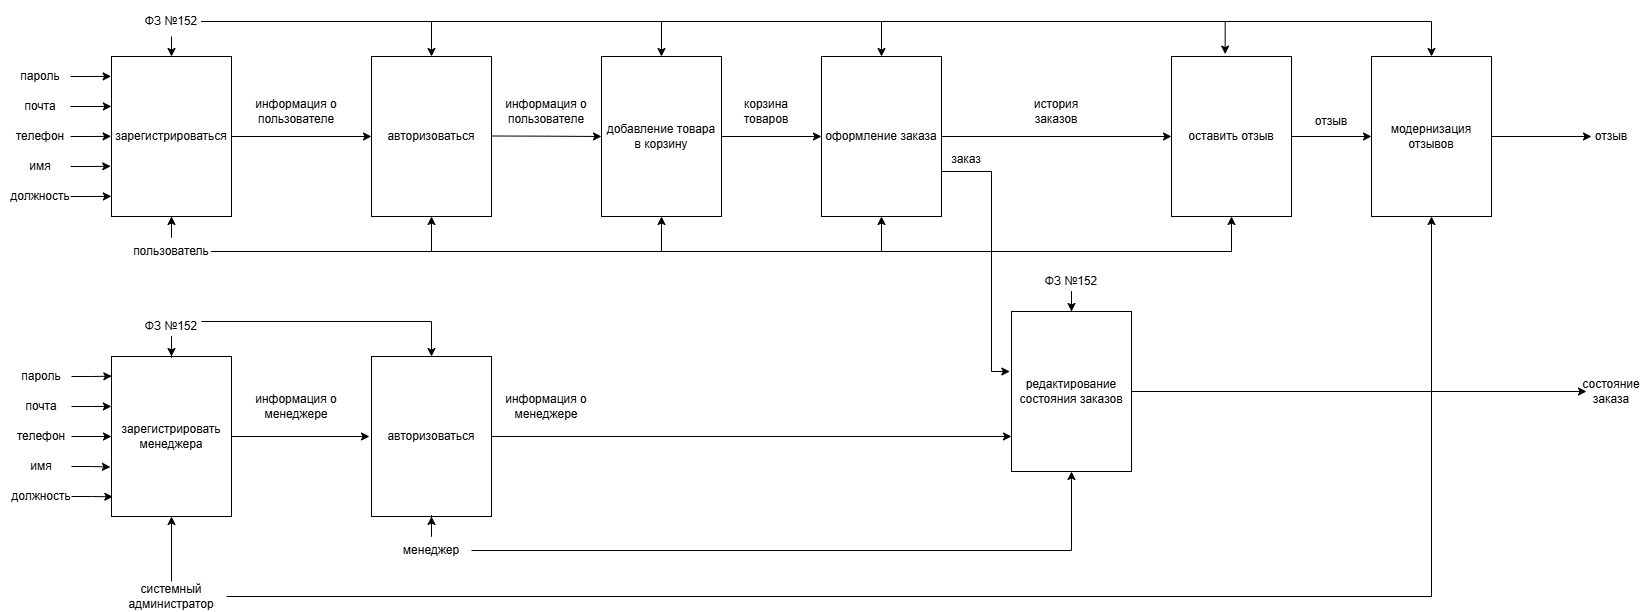 ФЗ №152
пароль
почта
телефон
имя
должность
зарегистрироваться
информация о
пользователе
авторизоваться
информация о
пользователе
добавление товара
в корзину
корзина
товаров
оформление заказа
история
заказов
заказ
оставить отзыв
отзыв
модернизация
отзывов
отзыв
пользователь
ФЗ №152
ФЗ №152
пароль
почта
телефон
имя
должность
зарегистрировать
менеджера
информация о
менеджере
авторизоваться
информация о
менеджере
редактирование
состояния заказов
состояние
заказа
менеджер
системный
администратор